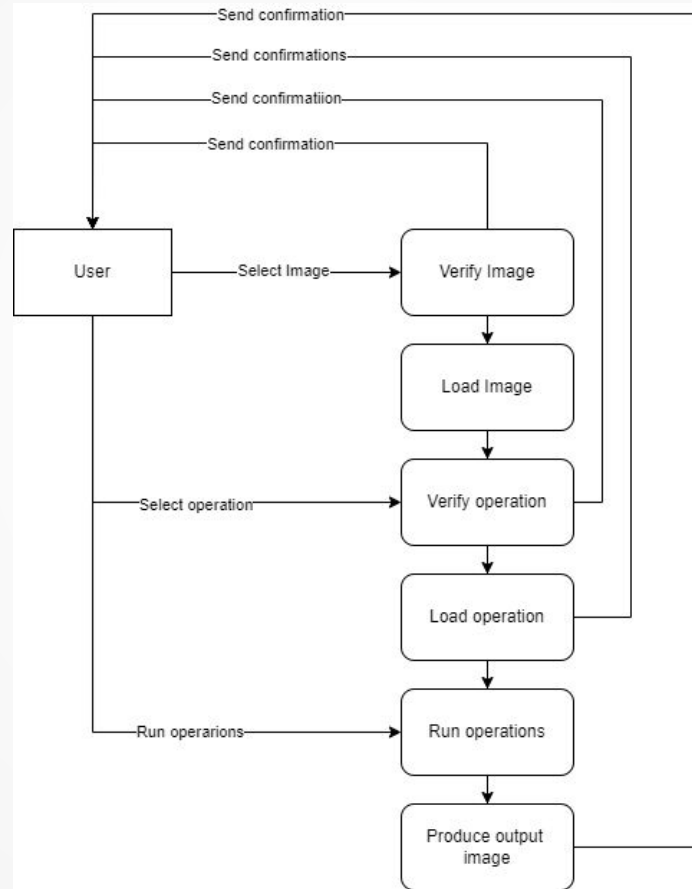 Send confirmation
Send confirmations
Send confirmatiion
Send confirmation
User
Select Image
Verify Image
Load Image
Select operation
Verify operation
Load operation
Run operarions
Run operations
Produce output
image